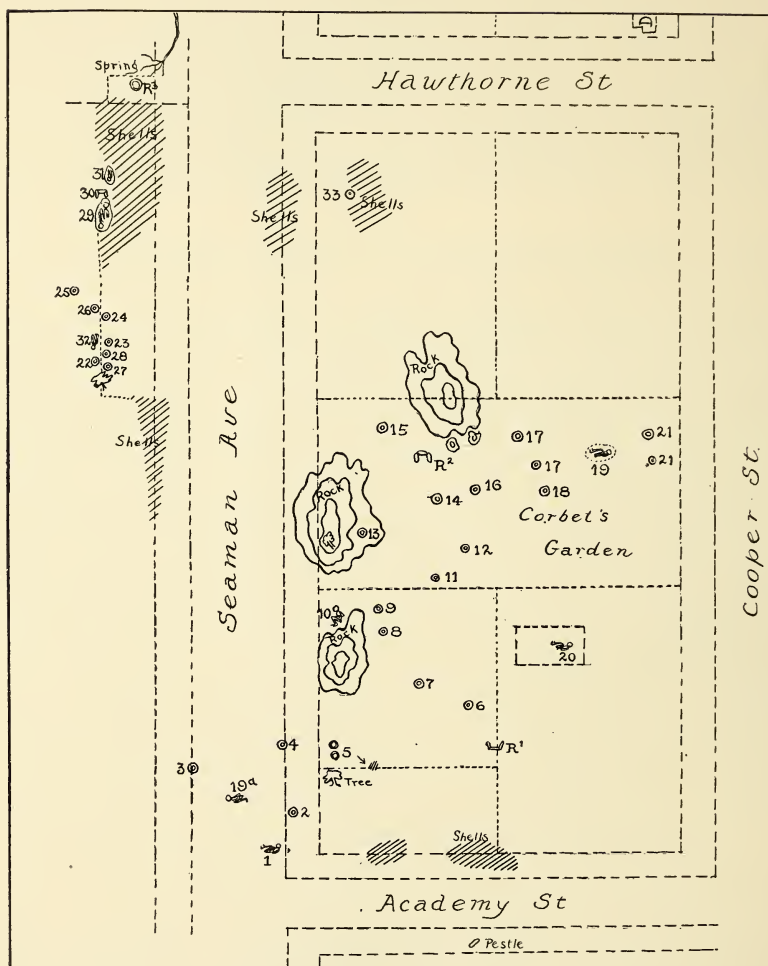 Hawthorne St
Spring
R³
Shells
31
30
29
Shells
33
Shells
25
26
24
32
23
28
22
27
Rock
Shells
15
17
21
R²
19
17
21
Rock
16
18
14
Corbet's
13
12
Garden
11
Seaman Ave
Cooper St.
10
9
8
Rock
20
7
6
4
5
R¹
3
19a
Tree
2
Shells
1
Academy St
Pestle